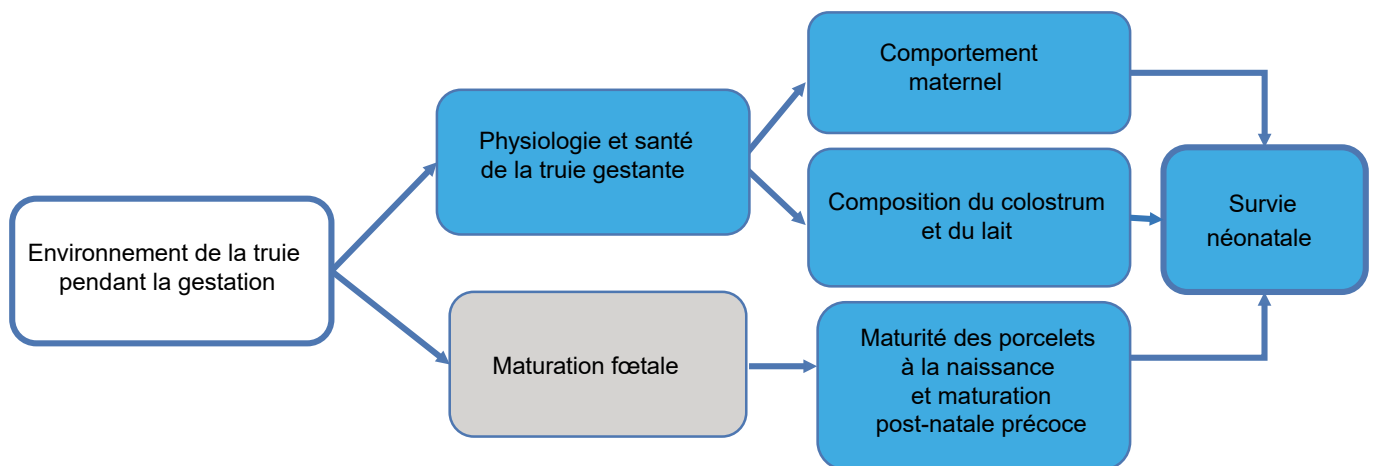 Environnement de la truie
pendant la gestation
Physiologie et santé
de la truie gestante
Maturation fœtale
Comportement
maternel
Composition du colostrum
et du lait
Maturité des porcelets
à la naissance
et maturation
post-natale précoce
Survie
néonatale